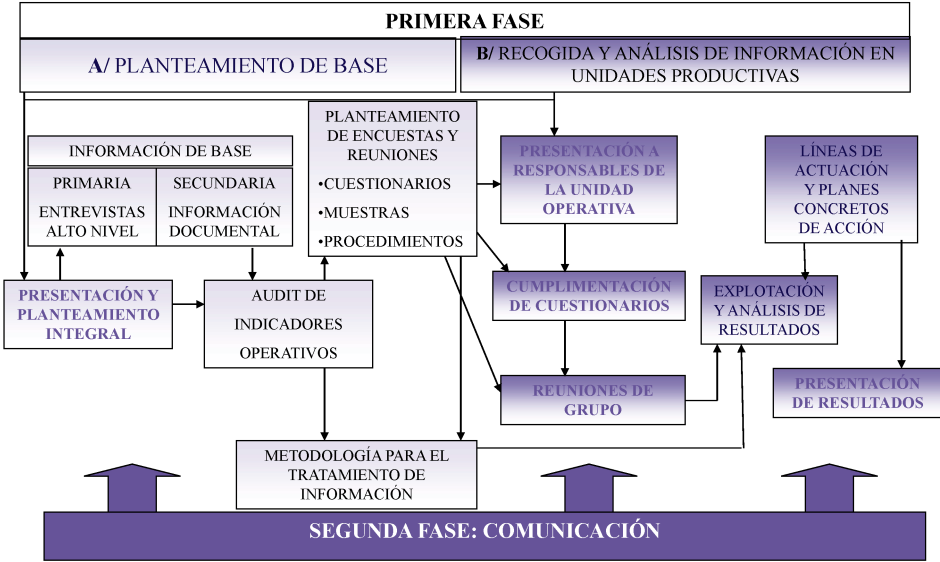 PRIMERA FASE
A/ PLANTEAMIENTO DE BASE
B/ RECOGIDA Y ANÁLISIS DE INFORMACIÓN EN
UNIDADES PRODUCTIVAS
INFORMACIÓN DE BASE
PRIMARIA
ENTREVISTAS
ALTO NIVEL
SECUNDARIA
INFORMACIÓN
DOCUMENTAL
PRESENTACIÓN Y
PLANTEAMIENTO
INTEGRAL
AUDIT DE
INDICADORES
OPERATIVOS
PLANTEAMIENTO
DE ENCUESTAS Y
REUNIONES
•CUESTIONARIOS
•MUESTRAS
•PROCEDIMIENTOS
METODOLOGÍA PARA EL
TRATAMIENTO DE
INFORMACIÓN
PRESENTACIÓN A
RESPONSABLES DE
LA UNIDAD
OPERATIVA
CUMPLIMENTACIÓN
DE CUESTIONARIOS
REUNIONES DE
GRUPO
LÍNEAS DE
ACTUACIÓN
Y PLANES
CONCRETOS
DE ACCIÓN
EXPLOTACIÓN
Y ANÁLISIS DE
RESULTADOS
PRESENTACIÓN
DE RESULTADOS
SEGUNDA FASE: COMUNICACIÓN